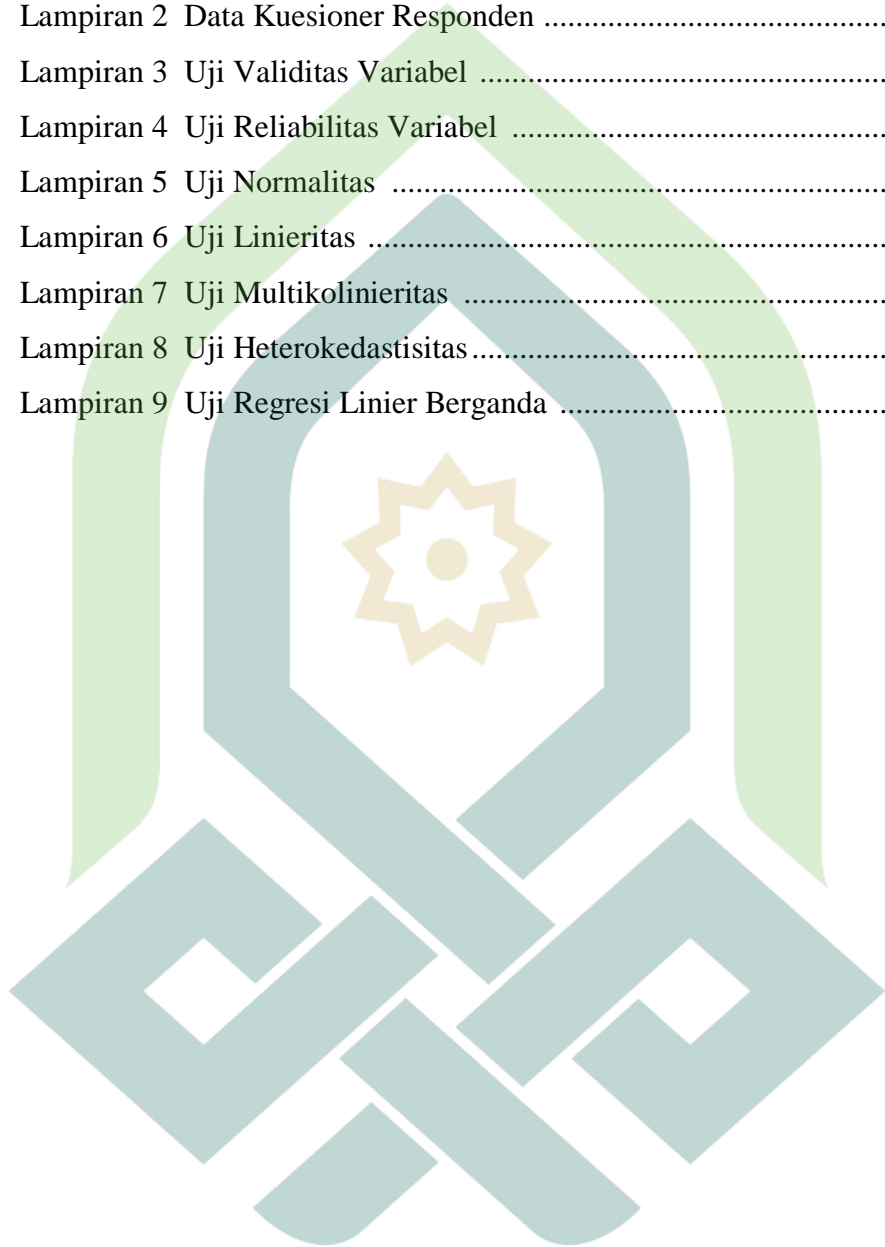 Lampiran 2 Data Kuesioner Responden ................................................
Lampiran 3 Uji Validitas Variabel ..........................................................
Lampiran 4 Uji Reliabilitas Variabel .....................................................
Lampiran 5 Uji Normalitas .......................................................................
Lampiran 6 Uji Linieritas ..........................................................................
Lampiran 7 Uji Multikolinieritas ............................................................
Lampiran 8 Uji Heterokedastisitas ...........................................................
Lampiran 9 Uji Regresi Linier Berganda ..............................................